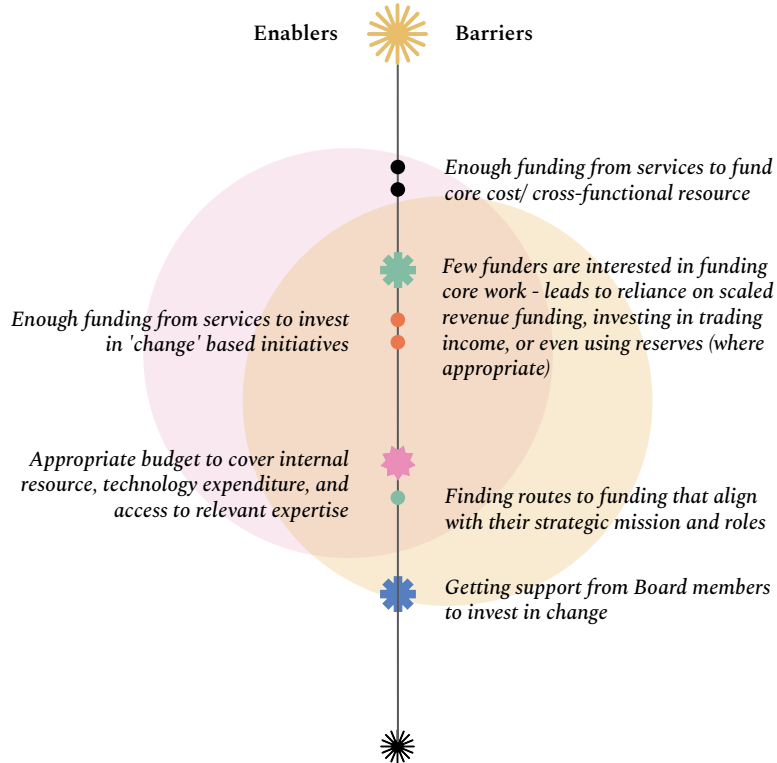 Enablers
Barriers
Enough funding from services to fund
core cost/ cross-functional resource
Few funders are interested in funding
core work - leads to reliance on scaled
revenue funding, investing in trading
income, or even using reserves (where
appropriate)
Enough funding from services to invest
in 'change' based initiatives
Appropriate budget to cover internal
resource, technology expenditure, and
access to relevant expertise
Finding routes to funding that align
with their strategic mission and roles
Getting support from Board members
to invest in change